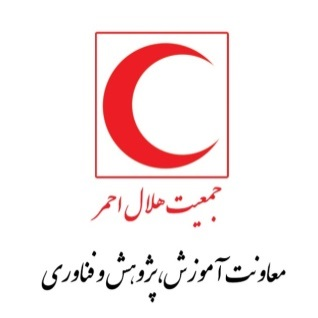 جمعیت هلال احمر
معاونت آموزش، پژوهش و فناوری